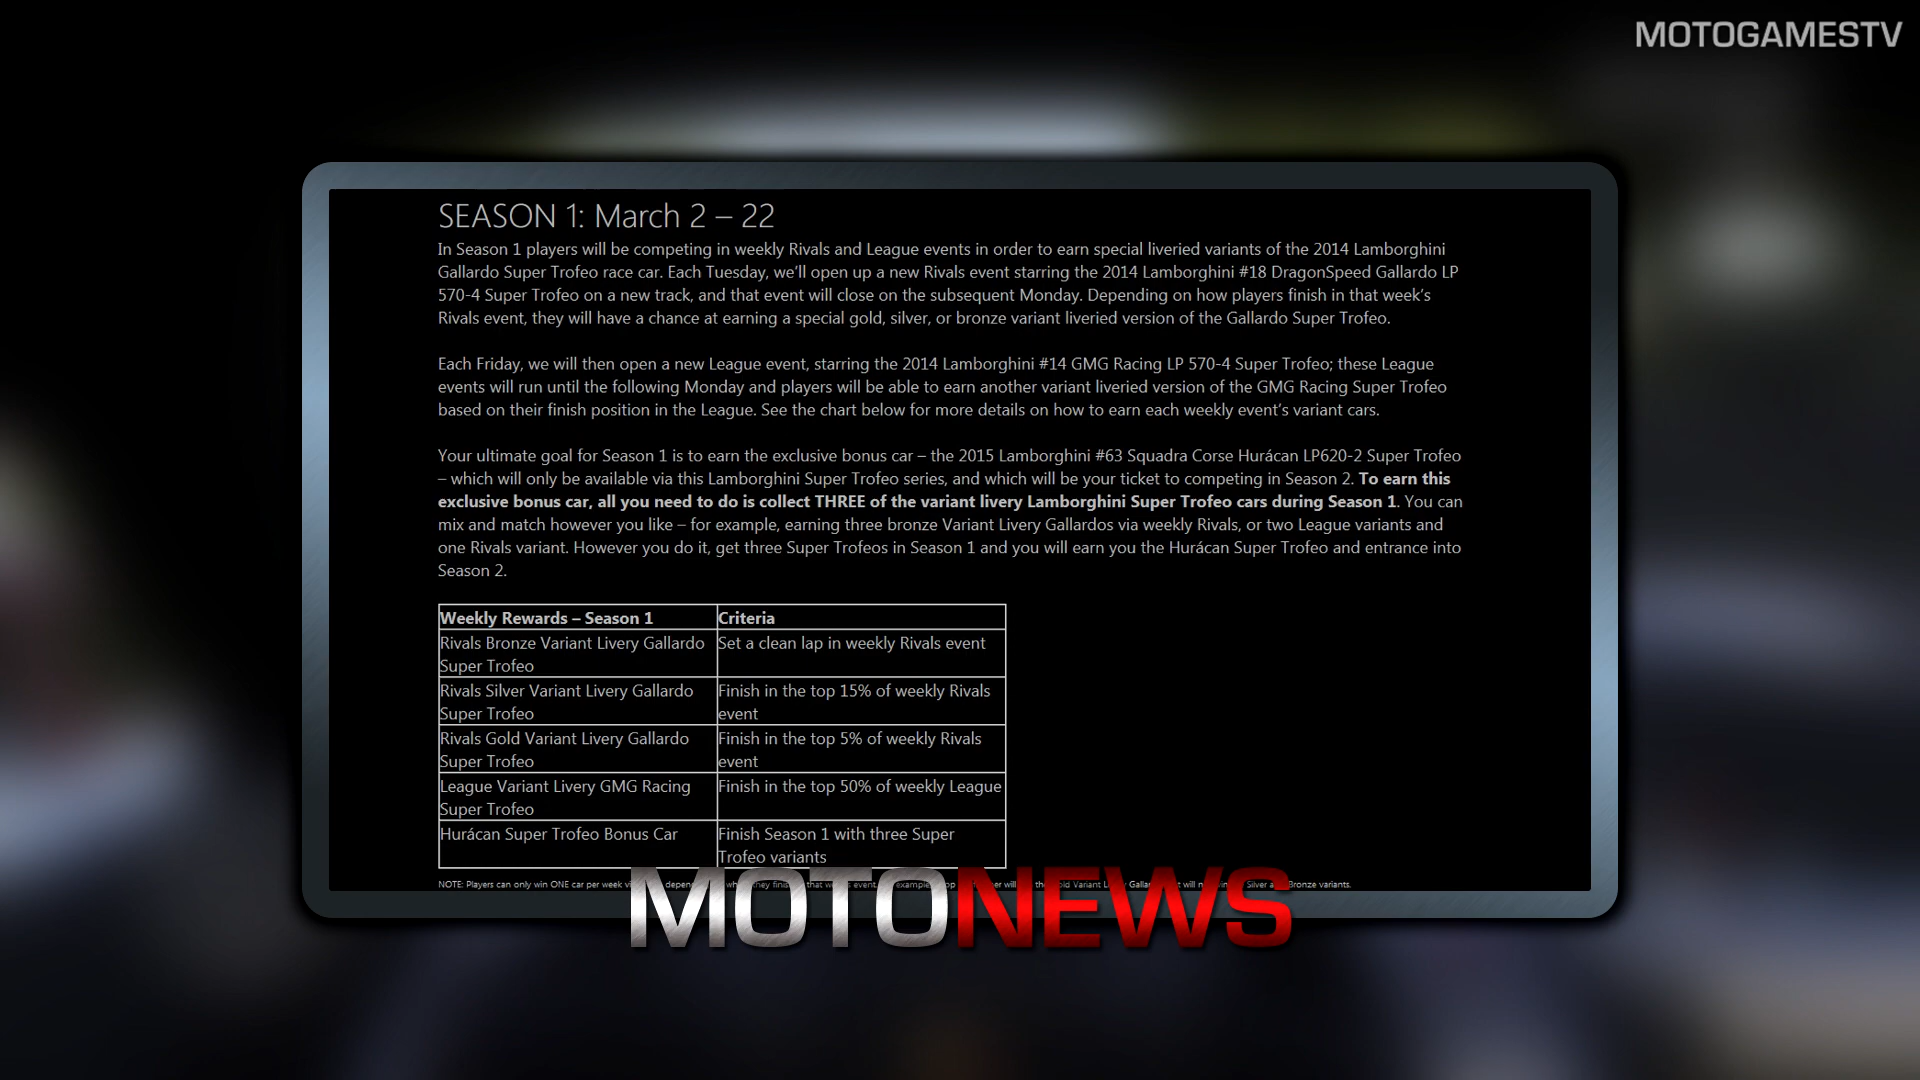 MOTOGAMESTV
SEASON 1: March 2 – 22
In Season 1 players will be competing in weekly Rivals and League events in order to earn special liveried variants of the 2014 Lamborghini
Gallardo Super Trofeo race car. Each Tuesday, we'll open up a new Rivals event starring the 2014 Lamborghini #18 DragonSpeed Gallardo LP
570-4 Super Trofeo on a new track, and that event will close on the subsequent Monday. Depending on how players finish in that week's
Rivals event, they will have a chance at earning a special gold, silver, or bronze variant liveried version of the Gallardo Super Trofeo.
Each Friday, we will then open a new League event, starring the 2014 Lamborghini #14 GMG Racing LP 570-4 Super Trofeo; these League
events will run until the following Monday and players will be able to earn another variant liveried version of the GMG Racing Super Trofeo
based on their finish position in the League. See the chart below for more details on how to earn each weekly event's variant cars.
Your ultimate goal for Season 1 is to earn the exclusive bonus car – the 2015 Lamborghini #63 Squadra Corse Hurácan LP620-2 Super Trofeo
– which will only be available via this Lamborghini Super Trofeo series, and which will be your ticket to competing in Season 2. To earn this
exclusive bonus car, all you need to do is collect THREE of the variant livery Lamborghini Super Trofeo cars during Season 1. You can
mix and match however you like – for example, earning three bronze Variant Livery Gallardos via weekly Rivals, or two League variants and
one Rivals variant. However you do it, get three Super Trofeos in Season 1 and you will earn you the Hurácan Super Trofeo and entrance into
Season 2.
Weekly Rewards – Season 1 Criteria
Rivals Bronze Variant Livery Gallardo Set a clean lap in weekly Rivals event
Super Trofeo
Rivals Silver Variant Livery Gallardo Finish in the top 15% of weekly Rivals
Super Trofeo event
Rivals Gold Variant Livery Gallardo Finish in the top 5% of weekly Rivals
Super Trofeo event
League Variant Livery GMG Racing Finish in the top 50% of weekly League
Super Trofeo
Hurácan Super Trofeo Bonus Car Finish Season 1 with three Super
Trofeo variants
NOTE: Players can only win ONE car per week Silver Bronze variants.
MOTONEWS